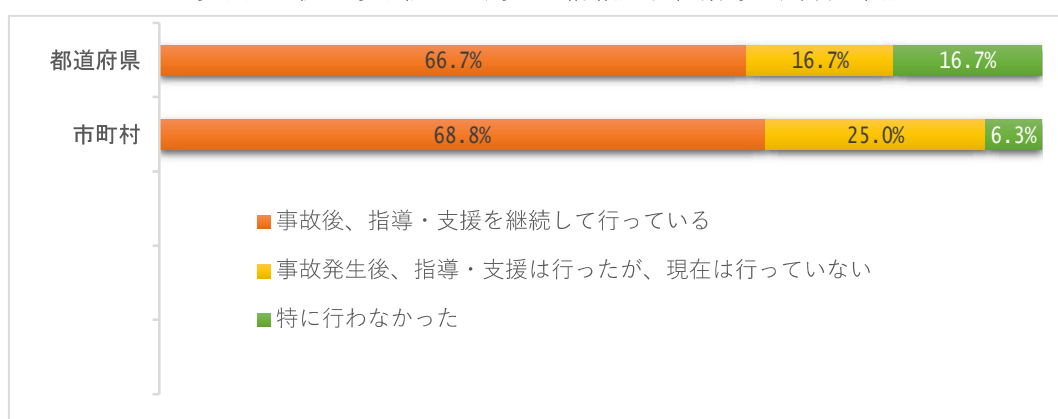 都道府県 66.7% 16.7% 16.7%
市町村 68.8% 25.0% 6.3%
事故後、指導・支援を継続して行っている
事故発生後、指導・支援は行ったが、現在は行っていない
特に行わなかった